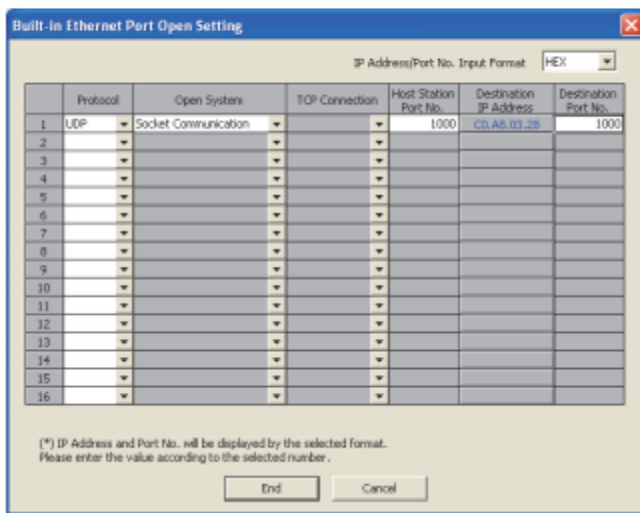 Built-in Ethernet Port Open Setting
IP Address/Port No. Input Format HEX
Protocol Open System TCP Connection Host Station Port No. Destination IP Address Destination Port No.
1 UDP Socket Communication 1000 C0.A8.03.28 1000
2
3
4
5
6
7
8
9
10
11
12
13
14
15
16
(*) IP Address and Port No. will be displayed by the selected format.
Please enter the value according to the selected number.
End Cancel